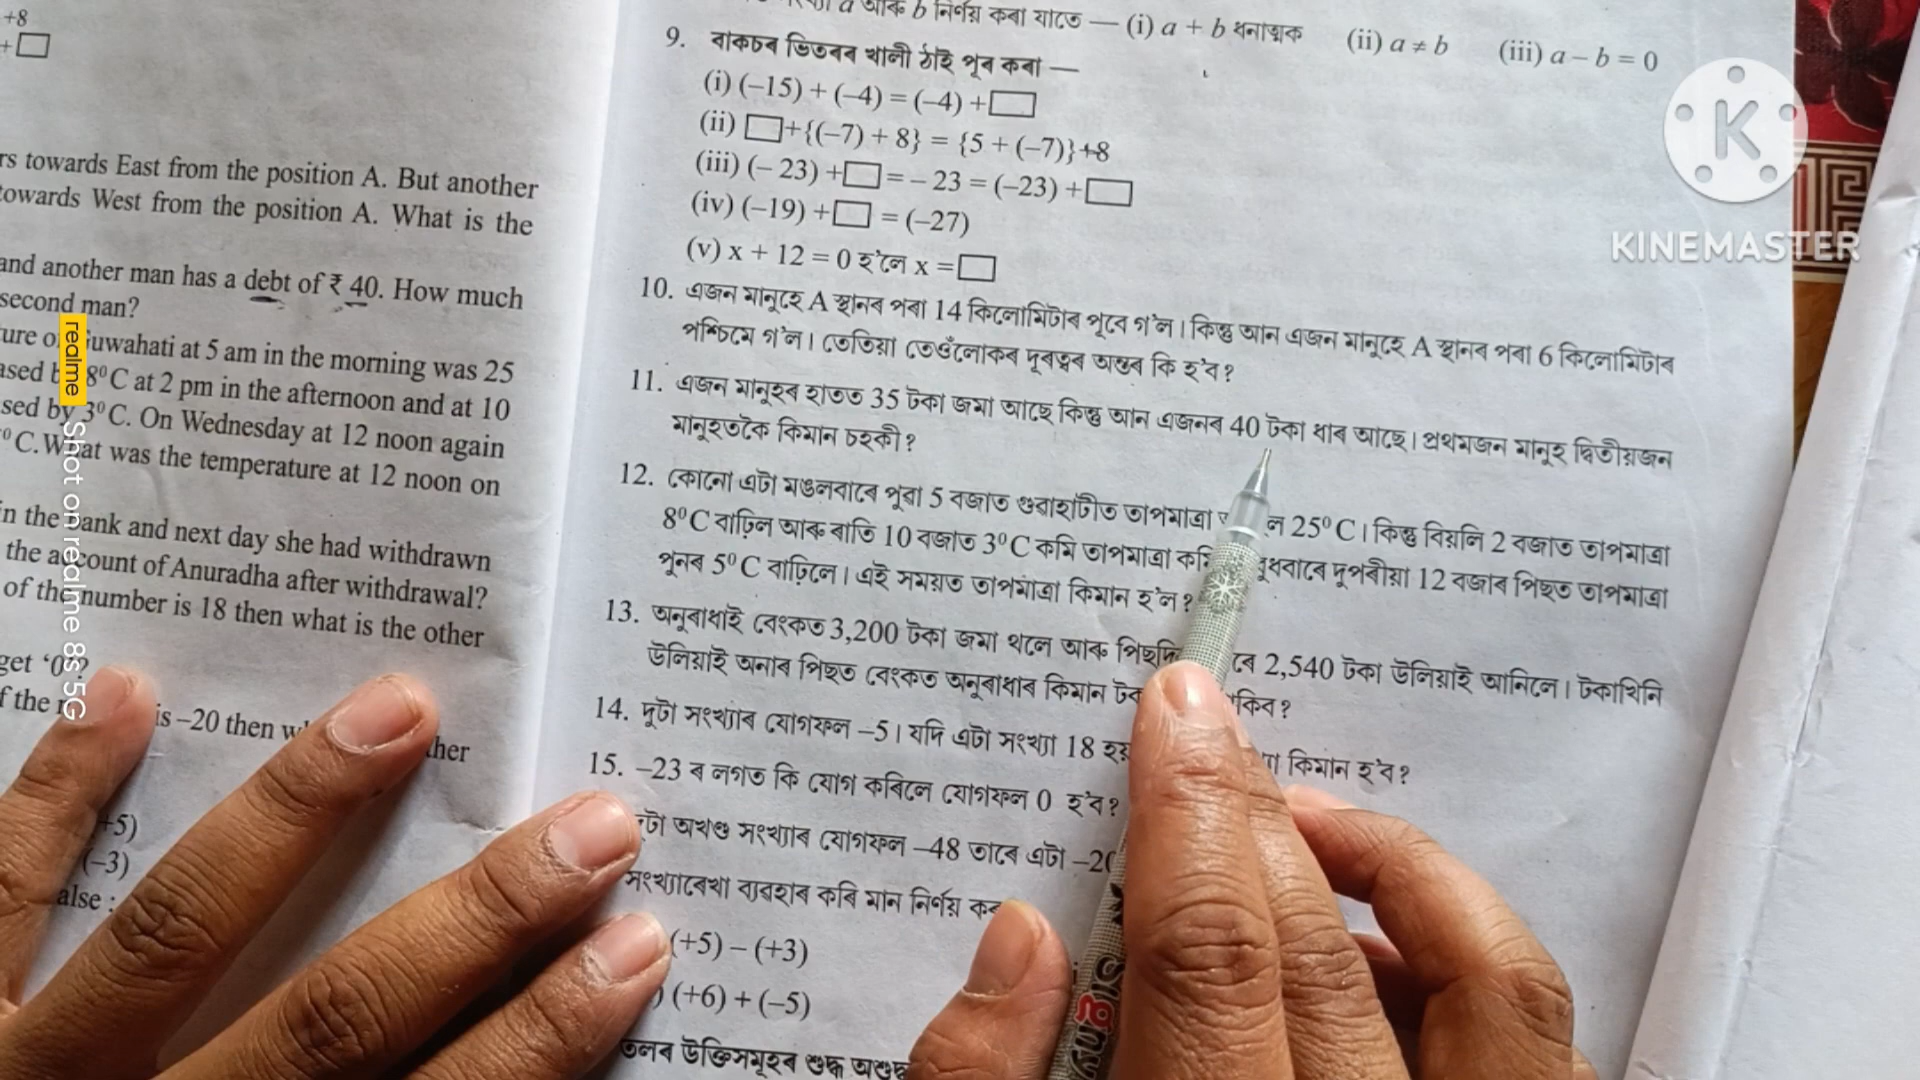 +8
+
rs towards East from the position A. But another
towards West from the position A. What is the
and another man has a debt of ₹ 40. How much
second man?
Guwahati at 5 am in the morning was 25
8⁰C at 2 pm in the afternoon and at 10
sed by 3⁰C. On Wednesday at 12 noon again
⁰C. What was the temperature at 12 noon on
in the bank and next day she had withdrawn
the account of Anuradha after withdrawal?
of the number is 18 then what is the other
get ‘0’?
is –20 then
+5)
(–3)
alse :
a আৰু b নিৰ্ণয় কৰা যাতে — (i) a + b ধনাত্মক (ii) a ≠ b (iii) a – b = 0
9. বাকচৰ ভিতৰৰ খালী ঠাই পূৰ কৰা —
(i) (–15) + (–4) = (–4) + □
(ii) □ + {(–7) + 8} = {5 + (–7)} +8
(iii) (– 23) + □ = – 23 = (–23) + □
(iv) (–19) + □ = (–27)
(v) x + 12 = 0 হ’লে x = □
10. এজন মানুহে A স্থানৰ পৰা 14 কিলোমিটাৰ পূবে গ’ল। কিন্তু আন এজন মানুহে A স্থানৰ পৰা 6 কিলোমিটাৰ
পশ্চিমে গ’ল। তেতিয়া তেওঁলোকৰ দূৰত্বৰ অন্তৰ কি হ’ব?
11. এজন মানুহৰ হাতত 35 টকা জমা আছে কিন্তু আন এজনৰ 40 টকা ধাৰ আছে। প্ৰথমজন মানুহ দ্বিতীয়জন
মানুহতকৈ কিমান চহকী?
12. কোনো এটা মঙলবাৰে পূৱা 5 বজাত গুৱাহাটীত তাপমাত্ৰা 25⁰C। কিন্তু বিয়লি 2 বজাত তাপমাত্ৰা
8⁰C বাঢ়িল আৰু ৰাতি 10 বজাত 3⁰C কমি তাপমাত্ৰা বুধবাৰে দুপৰীয়া 12 বজাৰ পিছত তাপমাত্ৰা
পুনৰ 5⁰C বাঢ়িলে। এই সময়ত তাপমাত্ৰা কিমান হ’ল?
13. অনুৰাধাই বেংকত 3,200 টকা জমা থলে আৰু 2,540 টকা উলিয়াই আনিলে। টকাখিনি
উলিয়াই অনাৰ পিছত বেংকত অনুৰাধাৰ কিমান
14. দুটা সংখ্যাৰ যোগফল –5। যদি এটা সংখ্যা 18 হয় কিমান হ’ব?
15. –23 ৰ লগত কি যোগ কৰিলে যোগফল 0 হ’ব?
অখণ্ড সংখ্যাৰ যোগফল –48 তাৰে এটা
সংখ্যাৰেখা ব্যৱহাৰ কৰি মান নিৰ্ণয়
(+5) – (+3)
(+6) + (–5)
তলৰ উক্তিসমূহৰ শুদ্ধ
K
KINEMASTER
realme Shot on realme 8s 5G